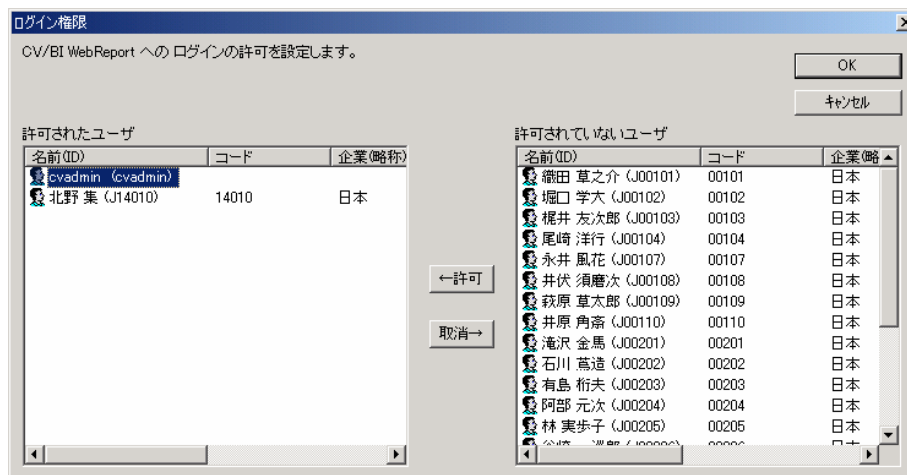 ログイン権限
CV/BI WebReport への ログインの許可を設定します。
OK
キャンセル
許可されたユーザ
名前(ID) コード 企業(略称)
cvadmin (cvadmin)
北野 集 (J14010) 14010 日本
←許可
取消→
許可されていないユーザ
名前(ID) コード 企業(略
織田 草之介 (J00101) 00101 日本
堀口 学大 (J00102) 00102 日本
梶井 友次郎 (J00103) 00103 日本
尾崎 洋行 (J00104) 00104 日本
永井 風花 (J00107) 00107 日本
井伏 須磨次 (J00108) 00108 日本
萩原 草太郎 (J00109) 00109 日本
井原 角斎 (J00110) 00110 日本
滝沢 金馬 (J00201) 00201 日本
石川 蔦造 (J00202) 00202 日本
有島 桁夫 (J00203) 00203 日本
阿部 元次 (J00204) 00204 日本
林 実歩子 (J00205) 00205 日本